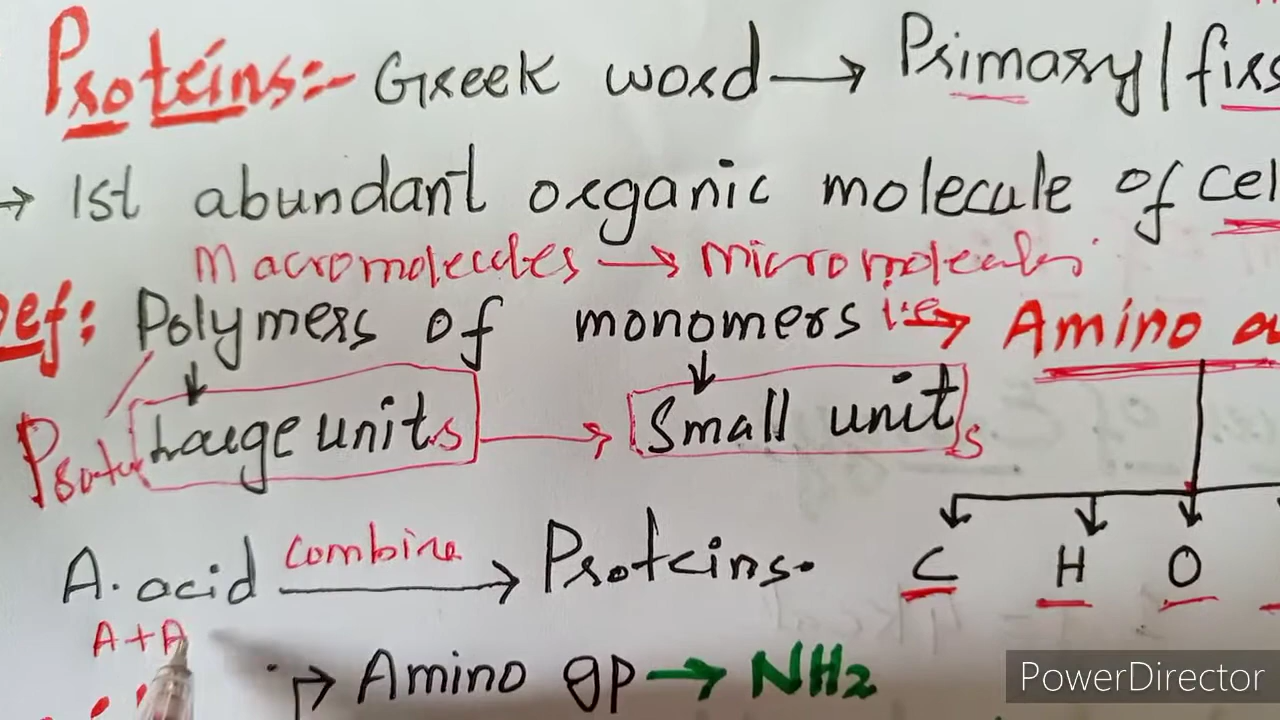 Proteins:- Greek word → Primary/firs
→ 1st abundant organic molecule of cel
Macromolecules → micromolecules
Def: Polymers of monomers i.e → Amino a
Large units → Small units
A. acid combine → Proteins.
C H O
A+A
→ Amino gp → NH2
PowerDirector